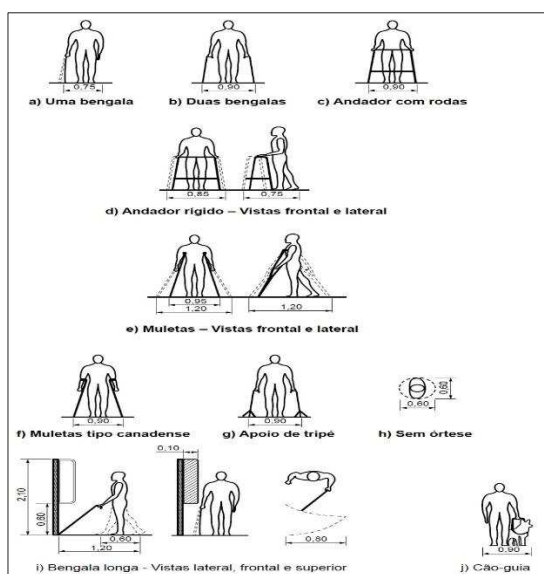 0,75
0,90
0,90
a) Uma bengala
b) Duas bengalas
c) Andador com rodas
0,85
0,75
d) Andador rígido – Vistas frontal e lateral
0,95
1,20
1,20
e) Muletas – Vistas frontal e lateral
0,90
0,90
0,60
0,60
f) Muletas tipo canadense
g) Apoio de tripé
h) Sem órtese
0,10
2,10
0,60
0,60
1,20
0,80
0,90
i) Bengala longa - Vistas lateral, frontal e superior
j) Cão-guia